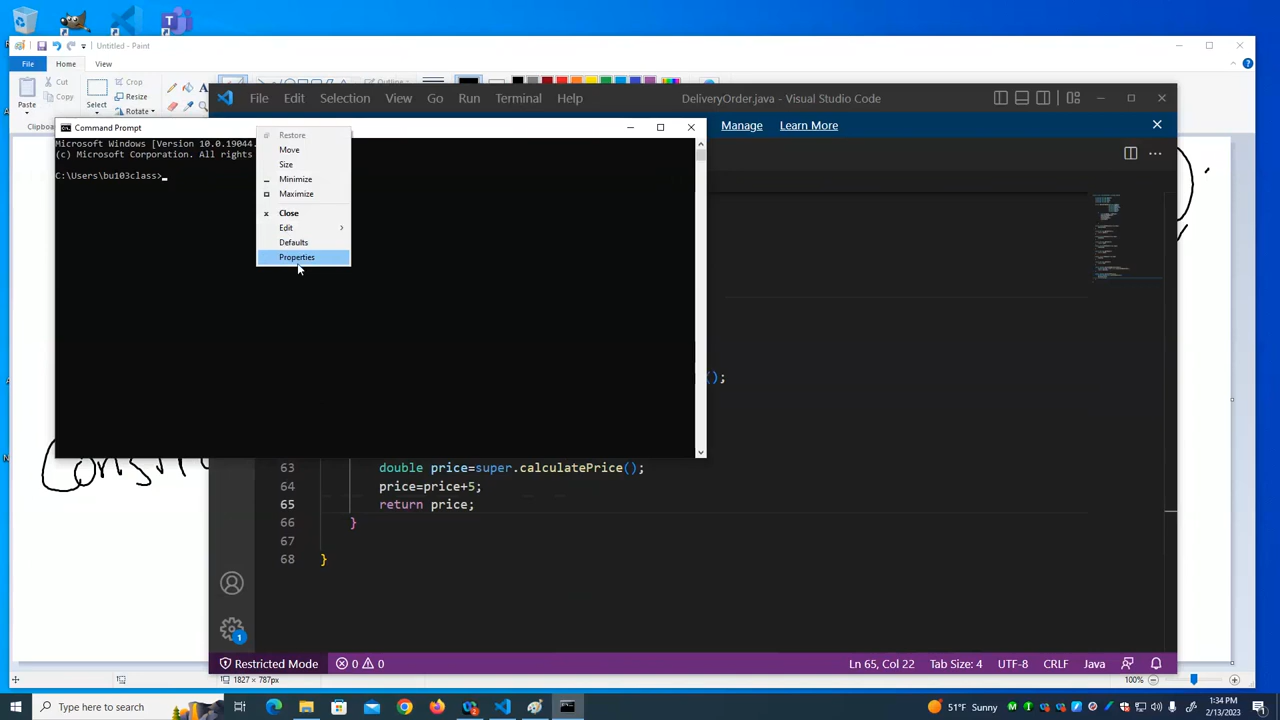 Untitled - Paint
File Home View
Paste
Cut
Copy
Select
Crop
Resize
Rotate
A
Outline
Clipboa
File Edit Selection View Go Run Terminal Help
DeliveryOrder.java - Visual Studio Code
Manage Learn More
Command Prompt
Microsoft Windows [Version 10.0.19044.
(c) Microsoft Corporation. All rights
C:\Users\bu103class>
Restore
Move
Size
Minimize
Maximize
Close
Edit
Defaults
Properties
();
63 double price=super.calculatePrice();
64 price=price+5;
65 return price;
66 }
67
68 }
1
Restricted Mode 0 0
Ln 65, Col 22 Tab Size: 4 UTF-8 CRLF Java
1827 × 787px
100%
Type here to search
51°F Sunny
1:34 PM
2/13/2023